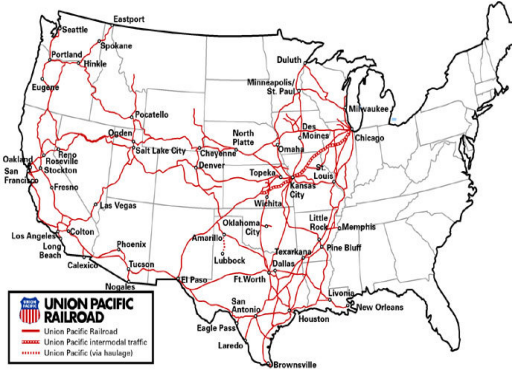 Eastport
Seattle
Spokane
Portland
Hinkle
Eugene
Duluth
Minneapolis/
St. Paul
Milwaukee
Pocatello
Ogden
Salt Lake City
Cheyenne
North
Platte
Omaha
Des
Moines
Chicago
Oakland
San
Francisco
Reno
Roseville
Stockton
Fresno
Denver
Topeka
Kansas
City
St.
Louis
Wichita
Las Vegas
Los Angeles
Long
Beach
Colton
Calexico
Phoenix
Tucson
Nogales
El Paso
Amarillo
Lubbock
Oklahoma
City
Little
Rock
Memphis
Pine Bluff
Texarkana
Dallas
Ft.Worth
San
Antonio
Eagle Pass
Laredo
Brownsville
Houston
Livonia
New Orleans
UNION
PACIFIC
UNION PACIFIC
RAILROAD
Union Pacific Railroad
Union Pacific intermodal traffic
Union Pacific (via haulage)